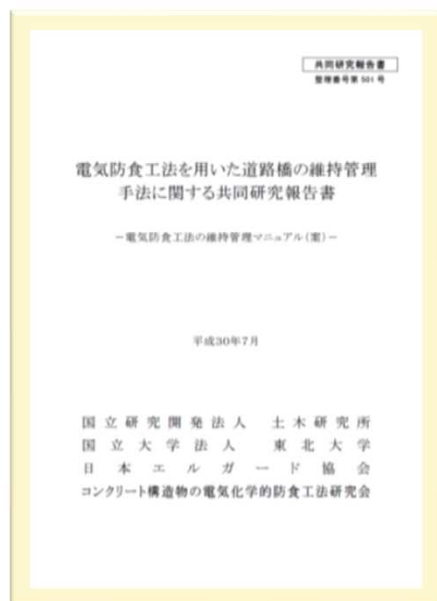 共同研究報告書
整理番号第501号
電気防食工法を用いた道路橋の維持管理
手法に関する共同研究報告書
－電気防食工法の維持管理マニュアル(案)－
平成30年7月
国立研究開発法人 土木研究所
国立大学法人 東北大学
日本エルガード協会
コンクリート構造物の電気化学的防食工法研究会